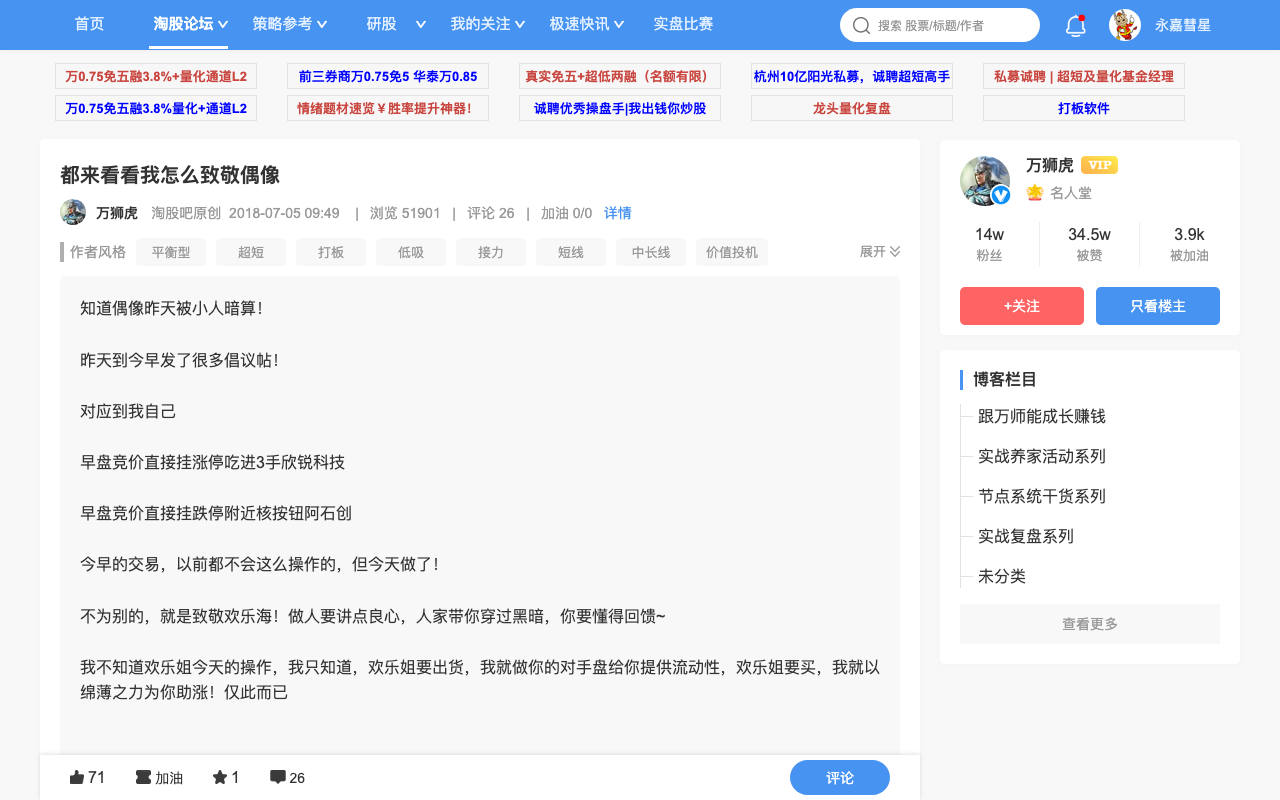 首页 淘股论坛 策略参考 研股 我的关注 极速快讯 实盘比赛 搜索 股票/标题/作者 永嘉彗星
万0.75免五融3.8%+量化通道L2 前三券商万0.75免5 华泰万0.85 真实免五+超低两融（名额有限） 杭州10亿阳光私募，诚聘超短高手 私募诚聘 | 超短及量化基金经理
万0.75免五融3.8%量化+通道L2 情绪题材速览￥胜率提升神器！ 诚聘优秀操盘手|我出钱你炒股 龙头量化复盘 打板软件
都来看看我怎么致敬偶像
万狮虎 淘股吧原创 2018-07-05 09:49 | 浏览 51901 | 评论 26 | 加油 0/0 详情
作者风格 平衡型 超短 打板 低吸 接力 短线 中长线 价值投机 展开
知道偶像昨天被小人暗算！
昨天到今早发了很多倡议帖！
对应到我自己
早盘竞价直接挂涨停吃进3手欣锐科技
早盘竞价直接挂跌停附近核按钮阿石创
今早的交易，以前都不会这么操作的，但今天做了！
不为别的，就是致敬欢乐海！做人要讲点良心，人家带你穿过黑暗，你要懂得回馈~
我不知道欢乐姐今天的操作，我只知道，欢乐姐要出货，我就做你的对手盘给你提供流动性，欢乐姐要买，我就以
绵薄之力为你助涨！仅此而已
71 加油 1 26 评论
万狮虎 VIP
名人堂
14w 34.5w 3.9k
粉丝 被赞 被加油
+关注 只看楼主
博客栏目
跟万师能成长赚钱
实战养家活动系列
节点系统干货系列
实战复盘系列
未分类
查看更多